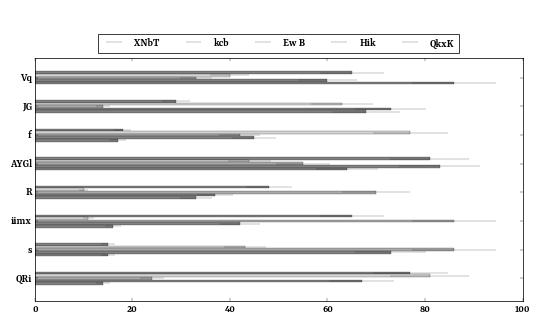 XNbT kcb Ew B Hik QkxK
Vq
JG
f
AYGl
R
iimx
s
QRi
0 20 40 60 80 100